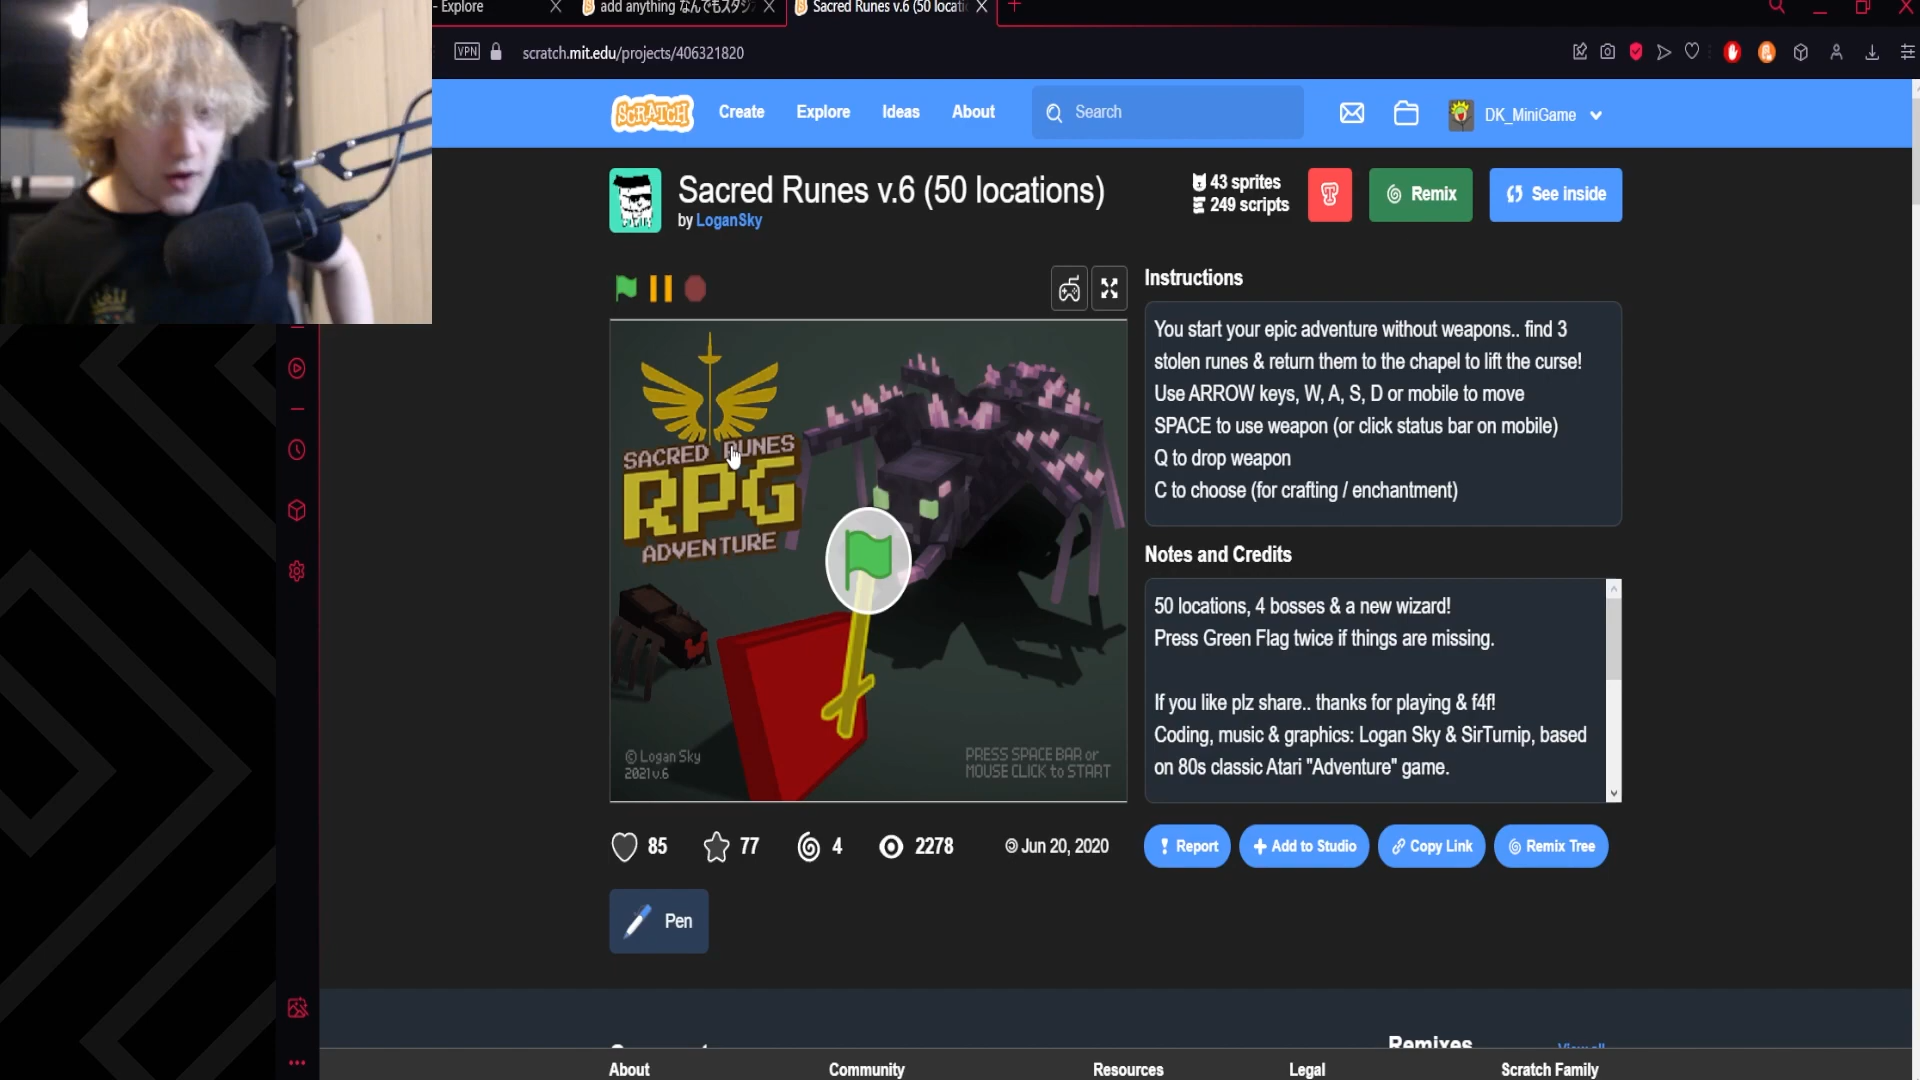 - Explore
add anything なんでもスタジ
Sacred Runes v.6 (50 locati
VPN
scratch.mit.edu/projects/406321820
SCRATCH
Create
Explore
Ideas
About
Search
DK_MiniGame
Sacred Runes v.6 (50 locations)
by LoganSky
43 sprites
249 scripts
Remix
See inside
SACRED RUNES
RPG
ADVENTURE
© Logan Sky
2021 v.6
PRESS SPACE BAR or
MOUSE CLICK to START
Instructions
You start your epic adventure without weapons.. find 3
stolen runes & return them to the chapel to lift the curse!
Use ARROW keys, W, A, S, D or mobile to move
SPACE to use weapon (or click status bar on mobile)
Q to drop weapon
C to choose (for crafting / enchantment)
Notes and Credits
50 locations, 4 bosses & a new wizard!
Press Green Flag twice if things are missing.
If you like plz share.. thanks for playing & f4f!
Coding, music & graphics: Logan Sky & SirTurnip, based
on 80s classic Atari "Adventure" game.
85
77
4
2278
© Jun 20, 2020
Report
Add to Studio
Copy Link
Remix Tree
Pen
Remixes
View all
About
Community
Resources
Legal
Scratch Family